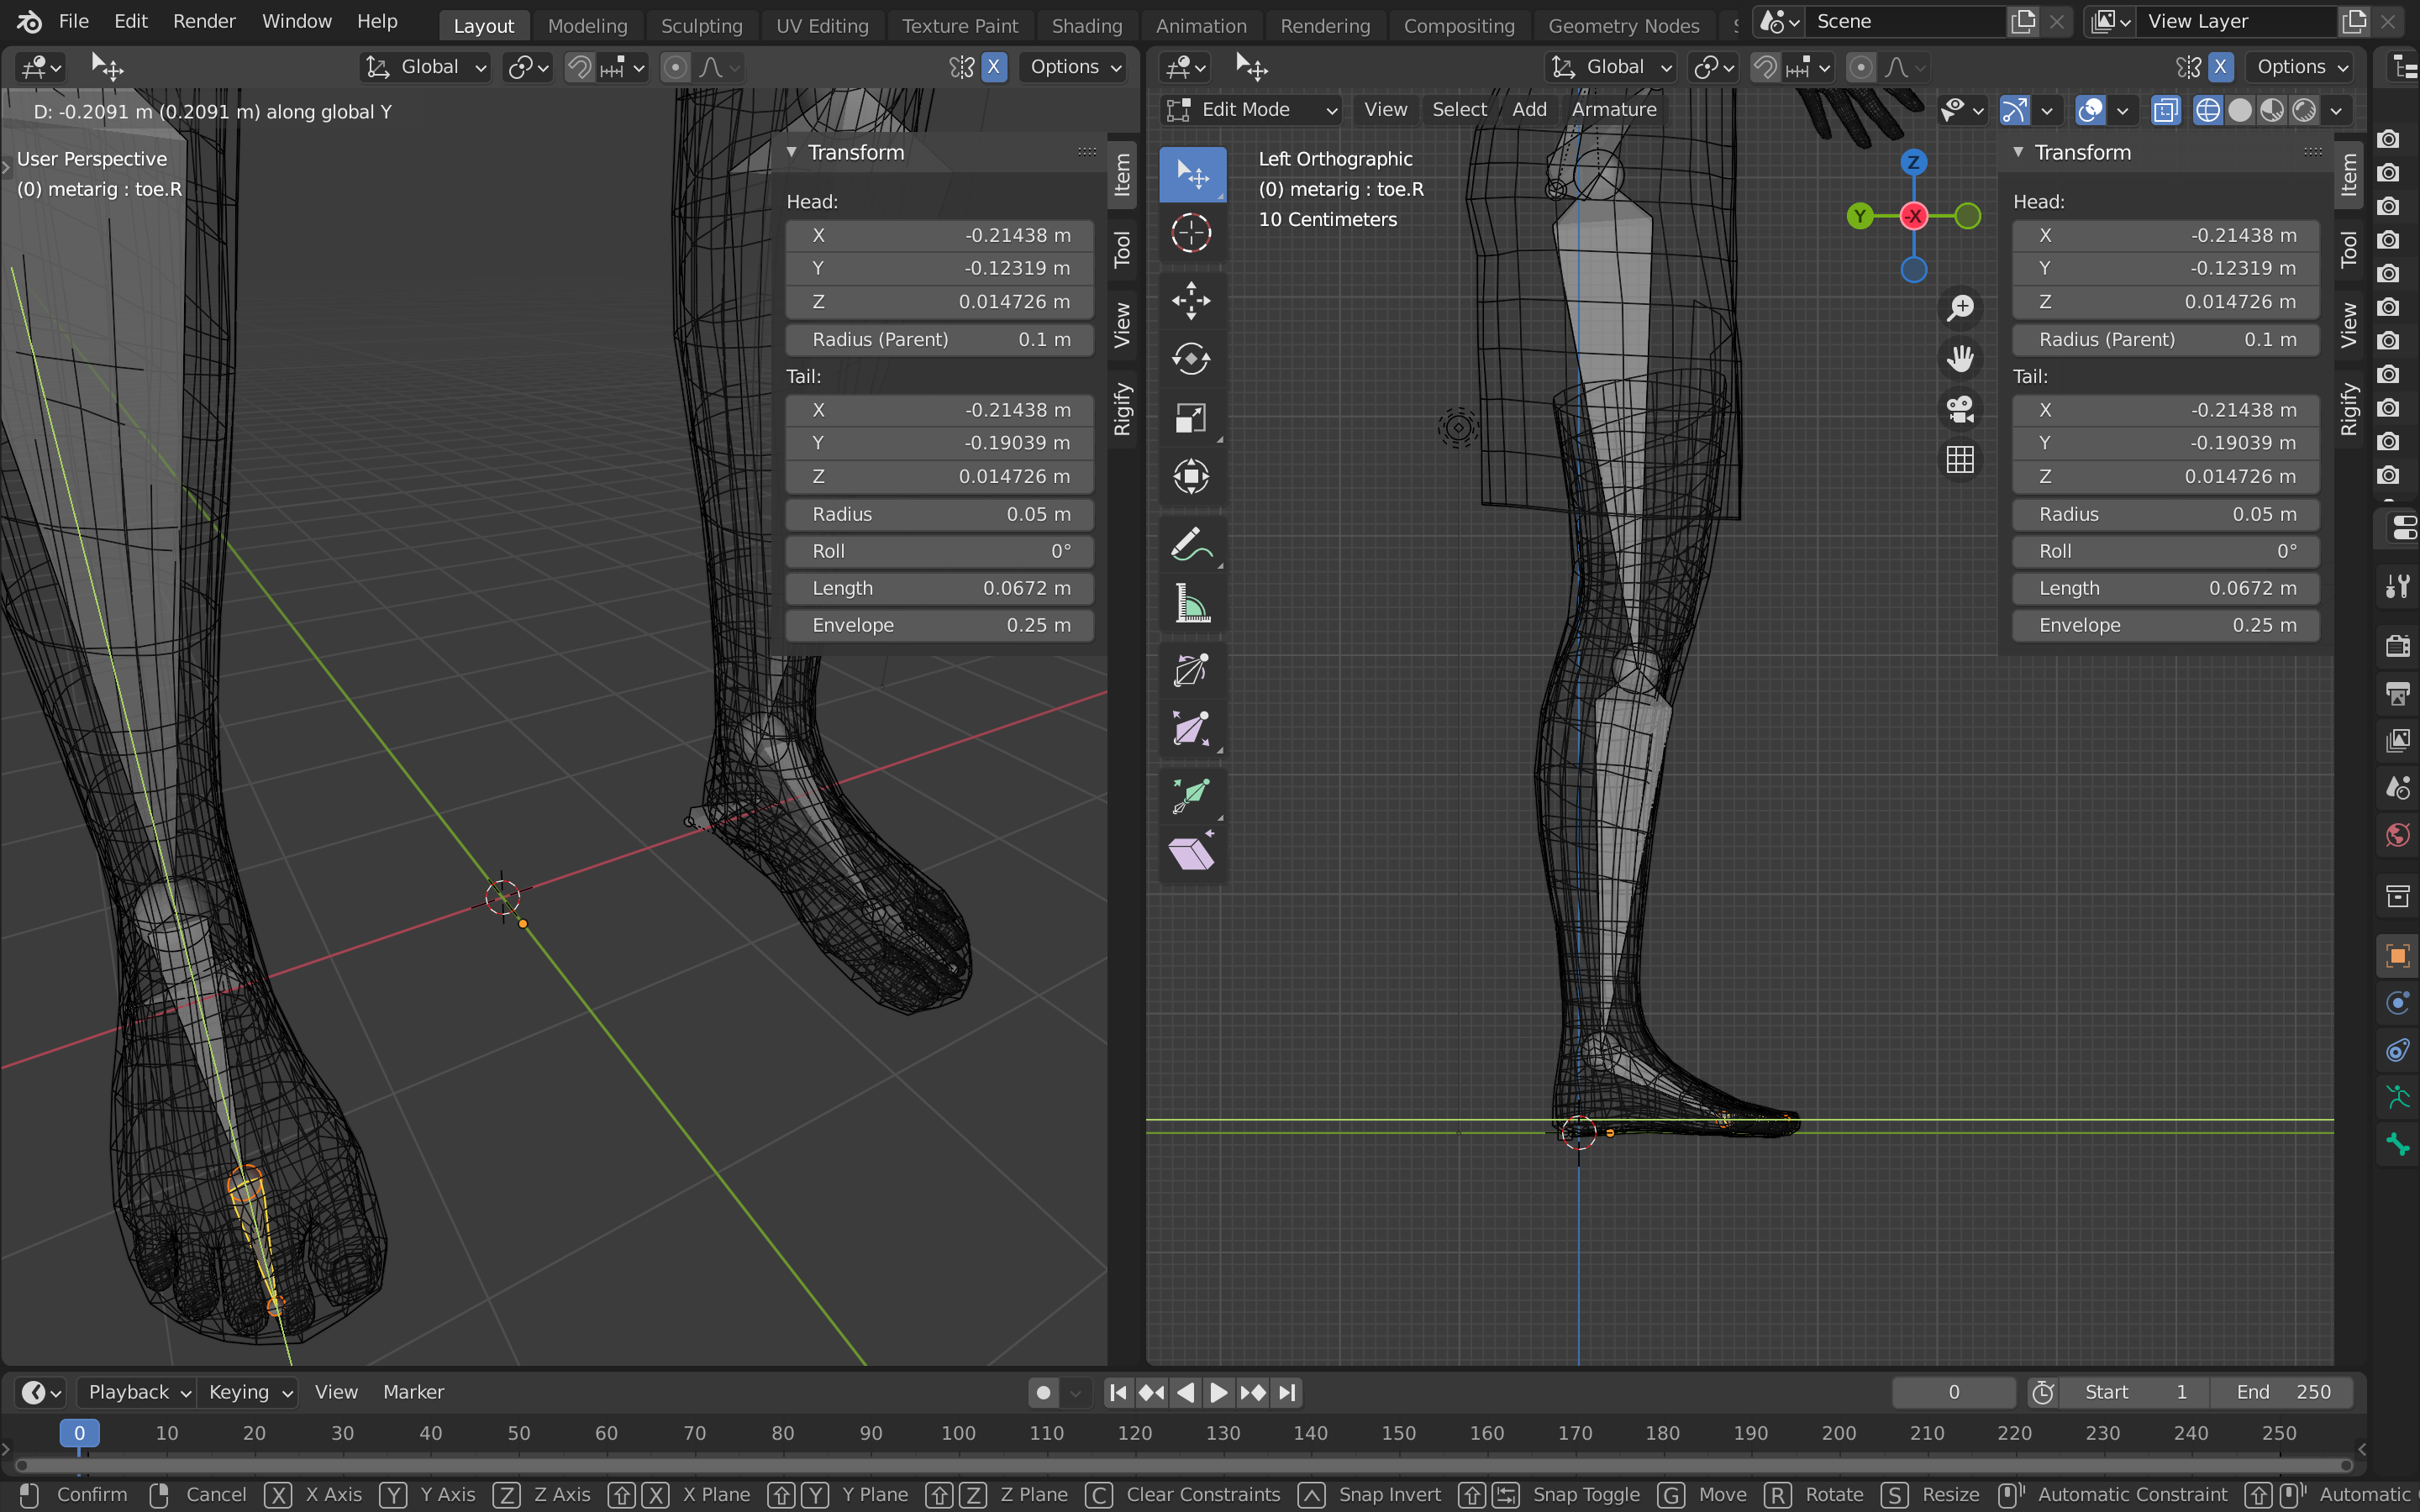 File Edit Render Window Help Layout Modeling Sculpting UV Editing Texture Paint Shading Animation Rendering Compositing Geometry Nodes Scene View Layer
Global X Options
D: -0.2091 m (0.2091 m) along global Y
User Perspective
(0) metarig : toe.R
Transform
Head:
X -0.21438 m
Y -0.12319 m
Z 0.014726 m
Radius (Parent) 0.1 m
Tail:
X -0.21438 m
Y -0.19039 m
Z 0.014726 m
Radius 0.05 m
Roll 0°
Length 0.0672 m
Envelope 0.25 m
Item
Tool
View
Rigify
Global X Options
Edit Mode View Select Add Armature
Left Orthographic
(0) metarig : toe.R
10 Centimeters
Z
Y -X
Transform
Head:
X -0.21438 m
Y -0.12319 m
Z 0.014726 m
Radius (Parent) 0.1 m
Tail:
X -0.21438 m
Y -0.19039 m
Z 0.014726 m
Radius 0.05 m
Roll 0°
Length 0.0672 m
Envelope 0.25 m
Item
Tool
View
Rigify
Playback Keying View Marker 0 Start 1 End 250
0 10 20 30 40 50 60 70 80 90 100 110 120 130 140 150 160 170 180 190 200 210 220 230 240 250
Confirm Cancel X X Axis Y Y Axis Z Z Axis X X Plane Y Y Plane Z Z Plane C Clear Constraints Snap Invert Snap Toggle G Move R Rotate S Resize Automatic Constraint Automatic